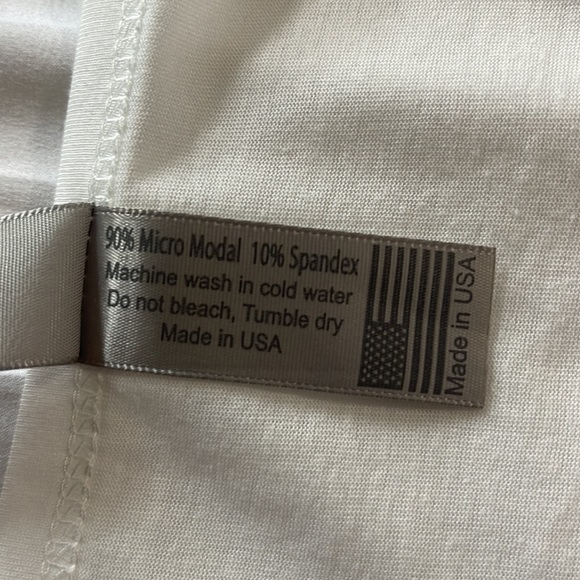 90% Micro Modal 10% Spandex
Machine wash in cold water
Do not bleach, Tumble dry
Made in USA
Made in USA